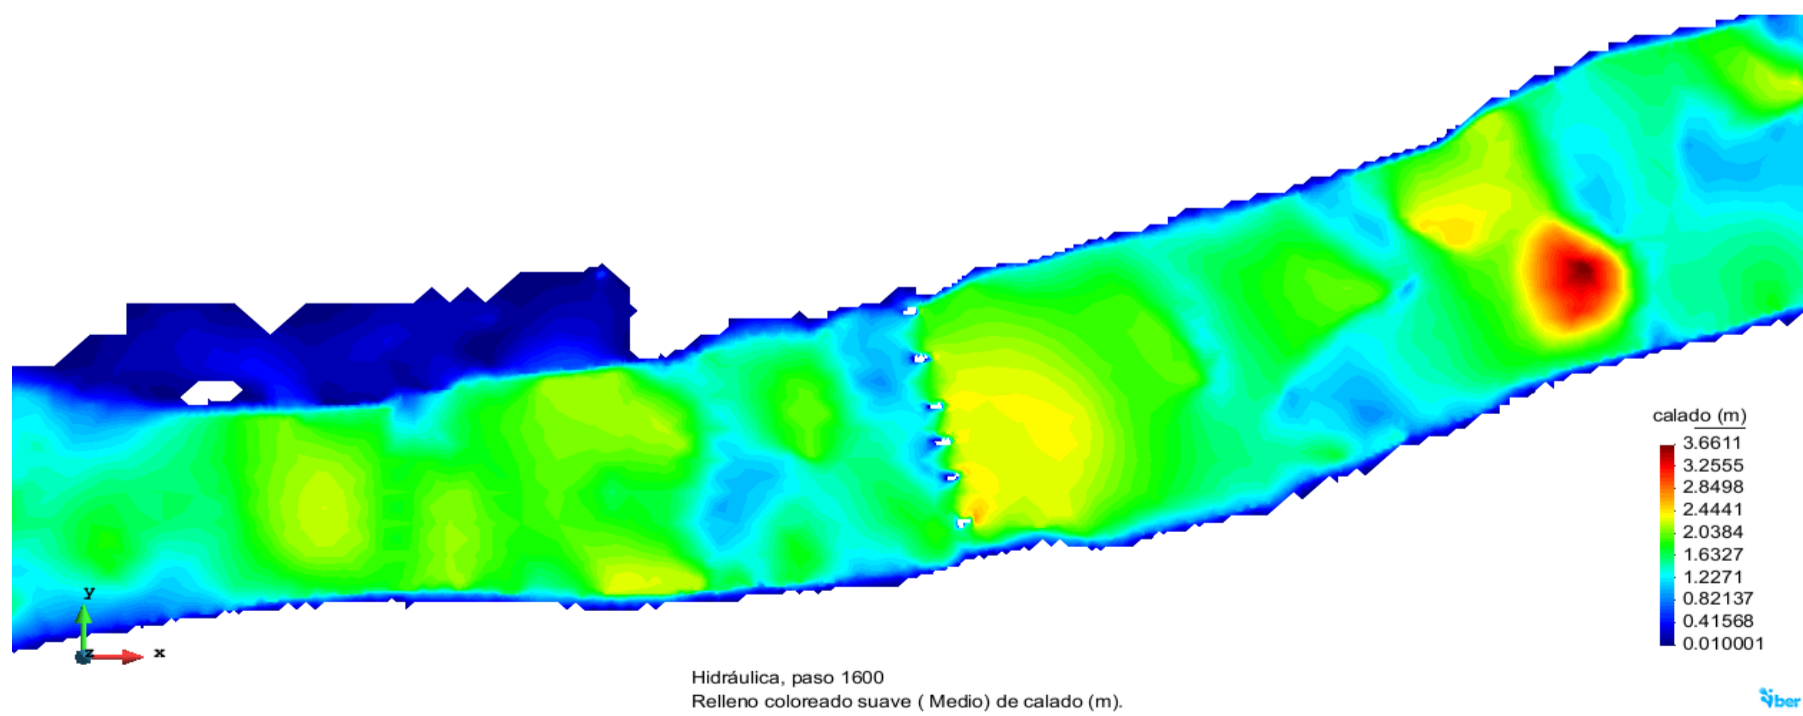 calado (m)
3.6611
3.2555
2.8498
2.4441
2.0384
1.6327
1.2271
0.82137
0.41568
0.010001
y
z
x
Hidráulica, paso 1600
Relleno coloreado suave ( Medio) de calado (m).
iber